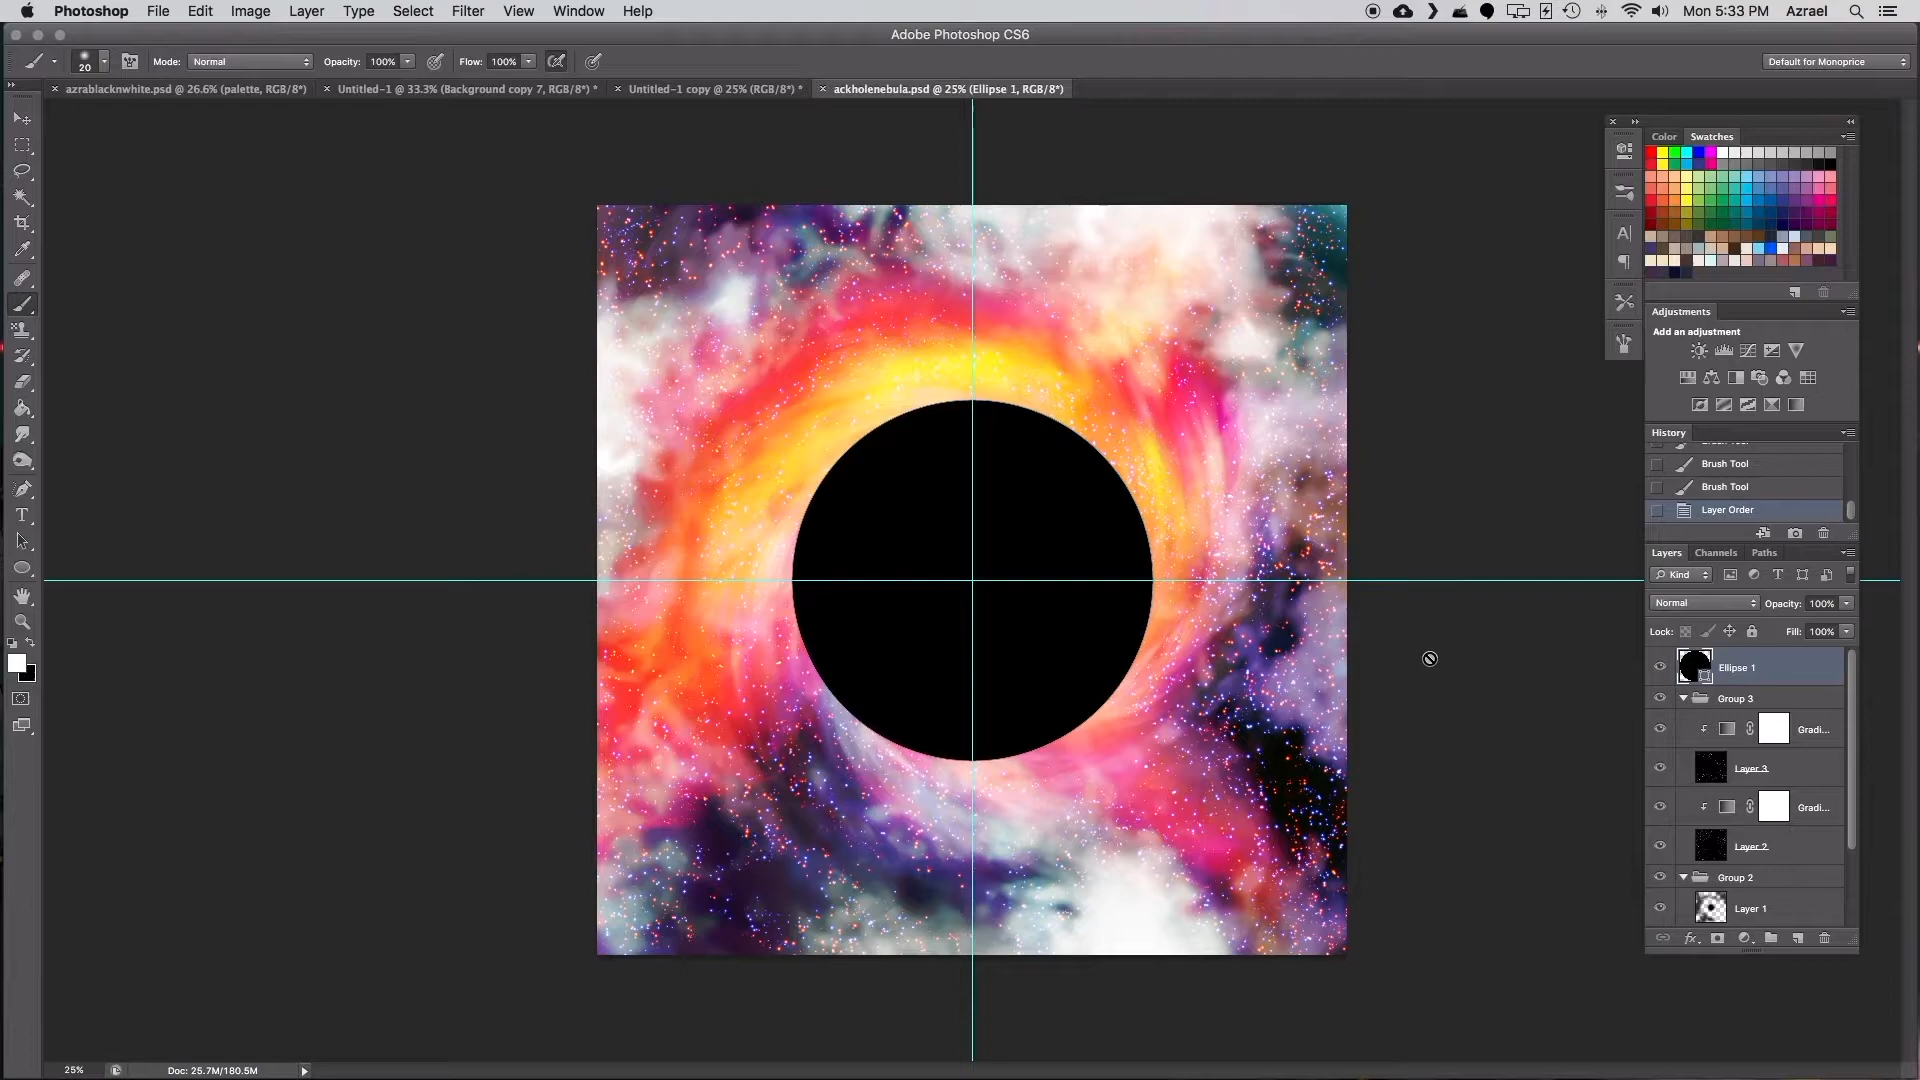 Photoshop File Edit Image Layer Type Select Filter View Window Help Mon 5:33 PM Azrael
Adobe Photoshop CS6
20 Mode: Normal Opacity: 100% Flow: 100% Default for Monoprice
azrablacknwhite.psd @ 26.6% (palette, RGB/8*) Untitled-1 @ 33.3% (Background copy 7, RGB/8*) * Untitled-1 copy @ 25% (RGB/8*) * ackholenebula.psd @ 25% (Ellipse 1, RGB/8*)
Color Swatches
Adjustments
Add an adjustment
History
Brush Tool
Brush Tool
Layer Order
Layers Channels Paths
Kind
Normal Opacity: 100%
Lock: Fill: 100%
Ellipse 1
Group 3
Gradi...
Layer 3
Gradi...
Layer 2
Group 2
Layer 1
25% Doc: 25.7M/180.5M